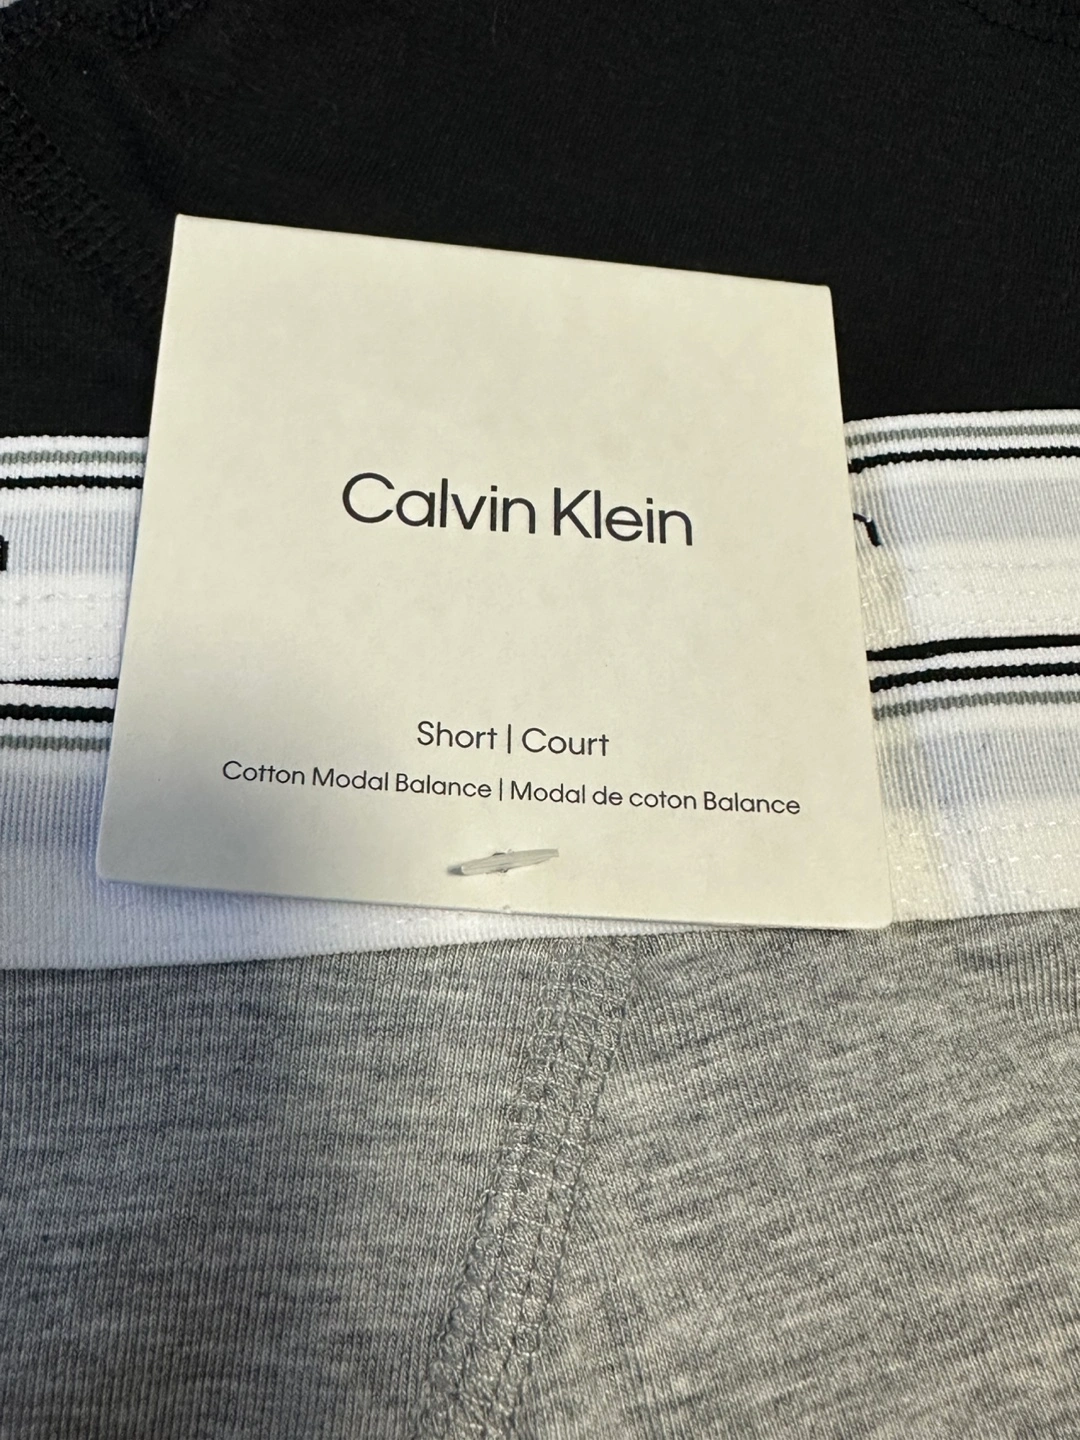 Calvin Klein
Short | Court
Cotton Modal Balance | Modal de coton Balance